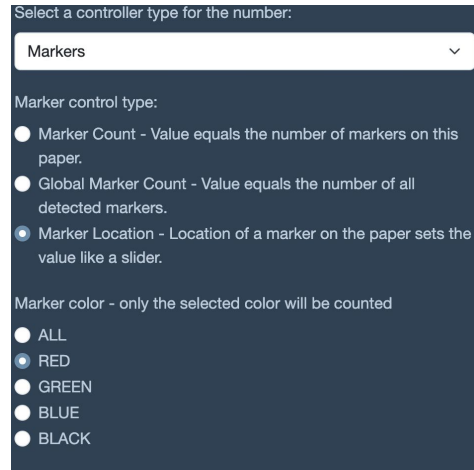 Select a controller type for the number:
Markers
Marker control type:
Marker Count - Value equals the number of markers on this
paper.
Global Marker Count - Value equals the number of all
detected markers.
Marker Location - Location of a marker on the paper sets the
value like a slider.
Marker color - only the selected color will be counted
ALL
RED
GREEN
BLUE
BLACK